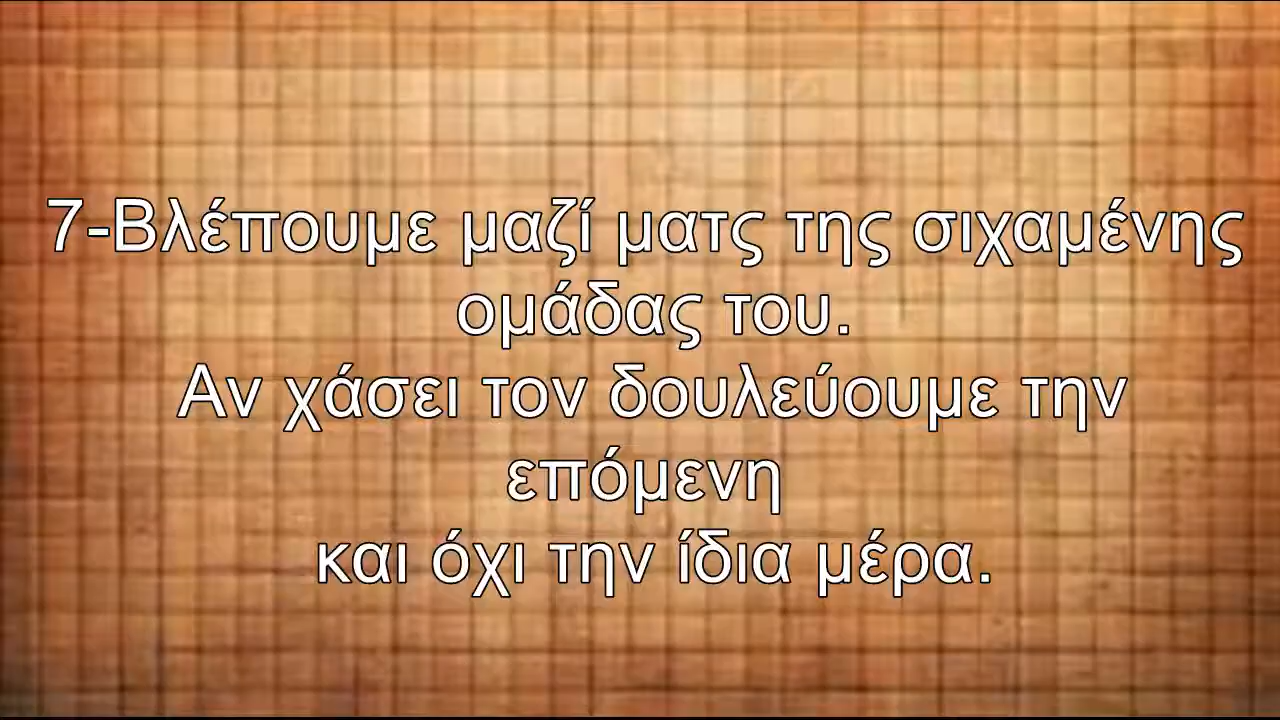 7-Βλέπουμε μαζί ματς της σιχαμένης
ομάδας του.
Αν χάσει τον δουλεύουμε την
επόμενη
και όχι την ίδια μέρα.